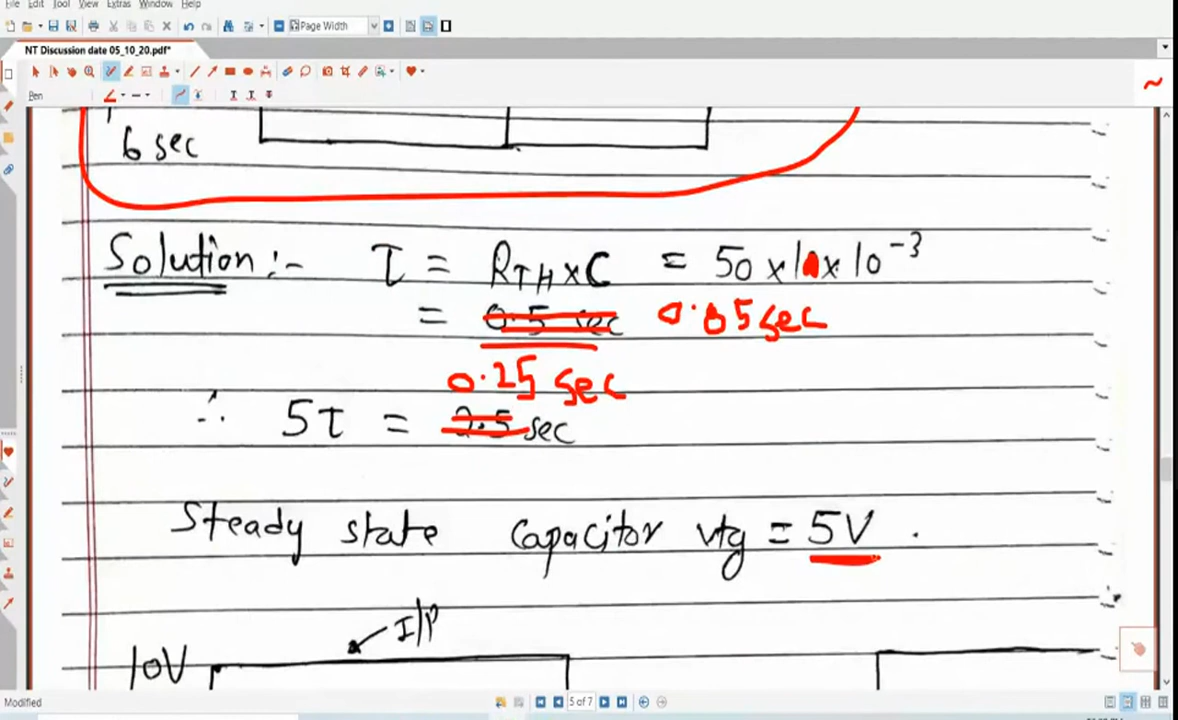 File Edit View Tool Extras Window Help
Page Width
NT Discussion date 05_10_20.pdf*
Pen
T T T
6 sec
Solution :- τ = RTH×C = 50 × 1 × 10⁻³
= 0.5 sec 0.05 sec
0.25 sec
∴ 5τ = 2.5 sec
Steady state capacitor vtg = 5V .
I/P
10V
Modified
5 of 7